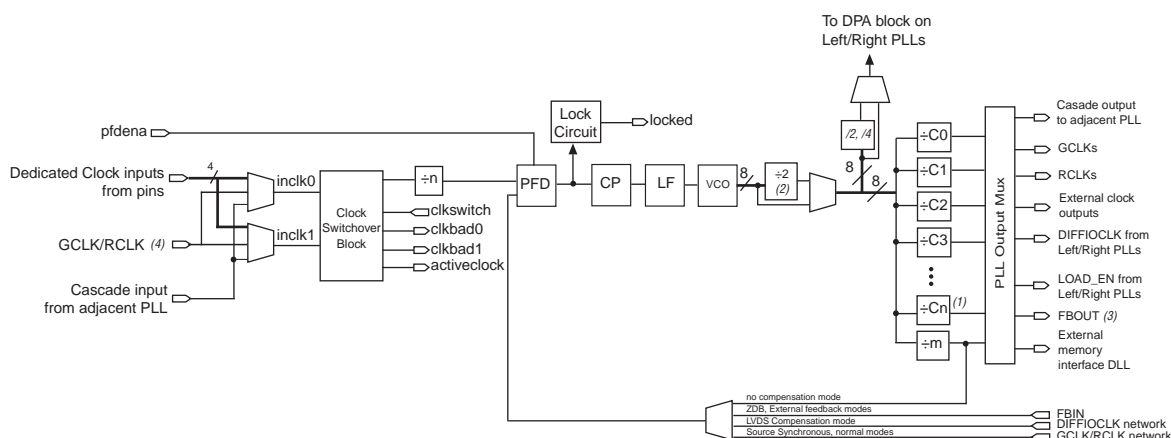 To DPA block on
Left/Right PLLs
pfdena
Lock
Circuit
locked
/2, /4
Dedicated Clock inputs
from pins
4
inclk0
÷n
PFD
CP
LF
VCO
8
÷2
(2)
8
8
GCLK/RCLK (4)
inclk1
Clock
Switchover
Block
clkswitch
clkbad0
clkbad1
activeclock
Cascade input
from adjacent PLL
÷C0
÷C1
÷C2
÷C3
÷Cn
(1)
÷m
PLL Output Mux
Casade output
to adjacent PLL
GCLKs
RCLKs
External clock
outputs
DIFFIOCLK from
Left/Right PLLs
LOAD_EN from
Left/Right PLLs
FBOUT (3)
External
memory
interface DLL
no compensation mode
ZDB, External feedback modes
LVDS Compensation mode
Source Synchronous, normal modes
FBIN
DIFFIOCLK network
GCLK/RCLK network